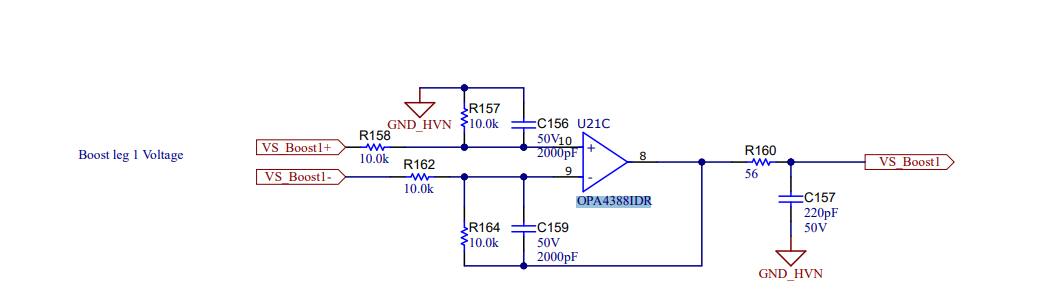 R157
10.0k
GND_HVN
C156
50V
2000pF
U21C
R158
10.0k
VS_Boost1+
10
+
Boost leg 1 Voltage
R162
10.0k
VS_Boost1-
9
-
8
OPA4388IDR
R160
56
VS_Boost1
C157
220pF
50V
GND_HVN
R164
10.0k
C159
50V
2000pF